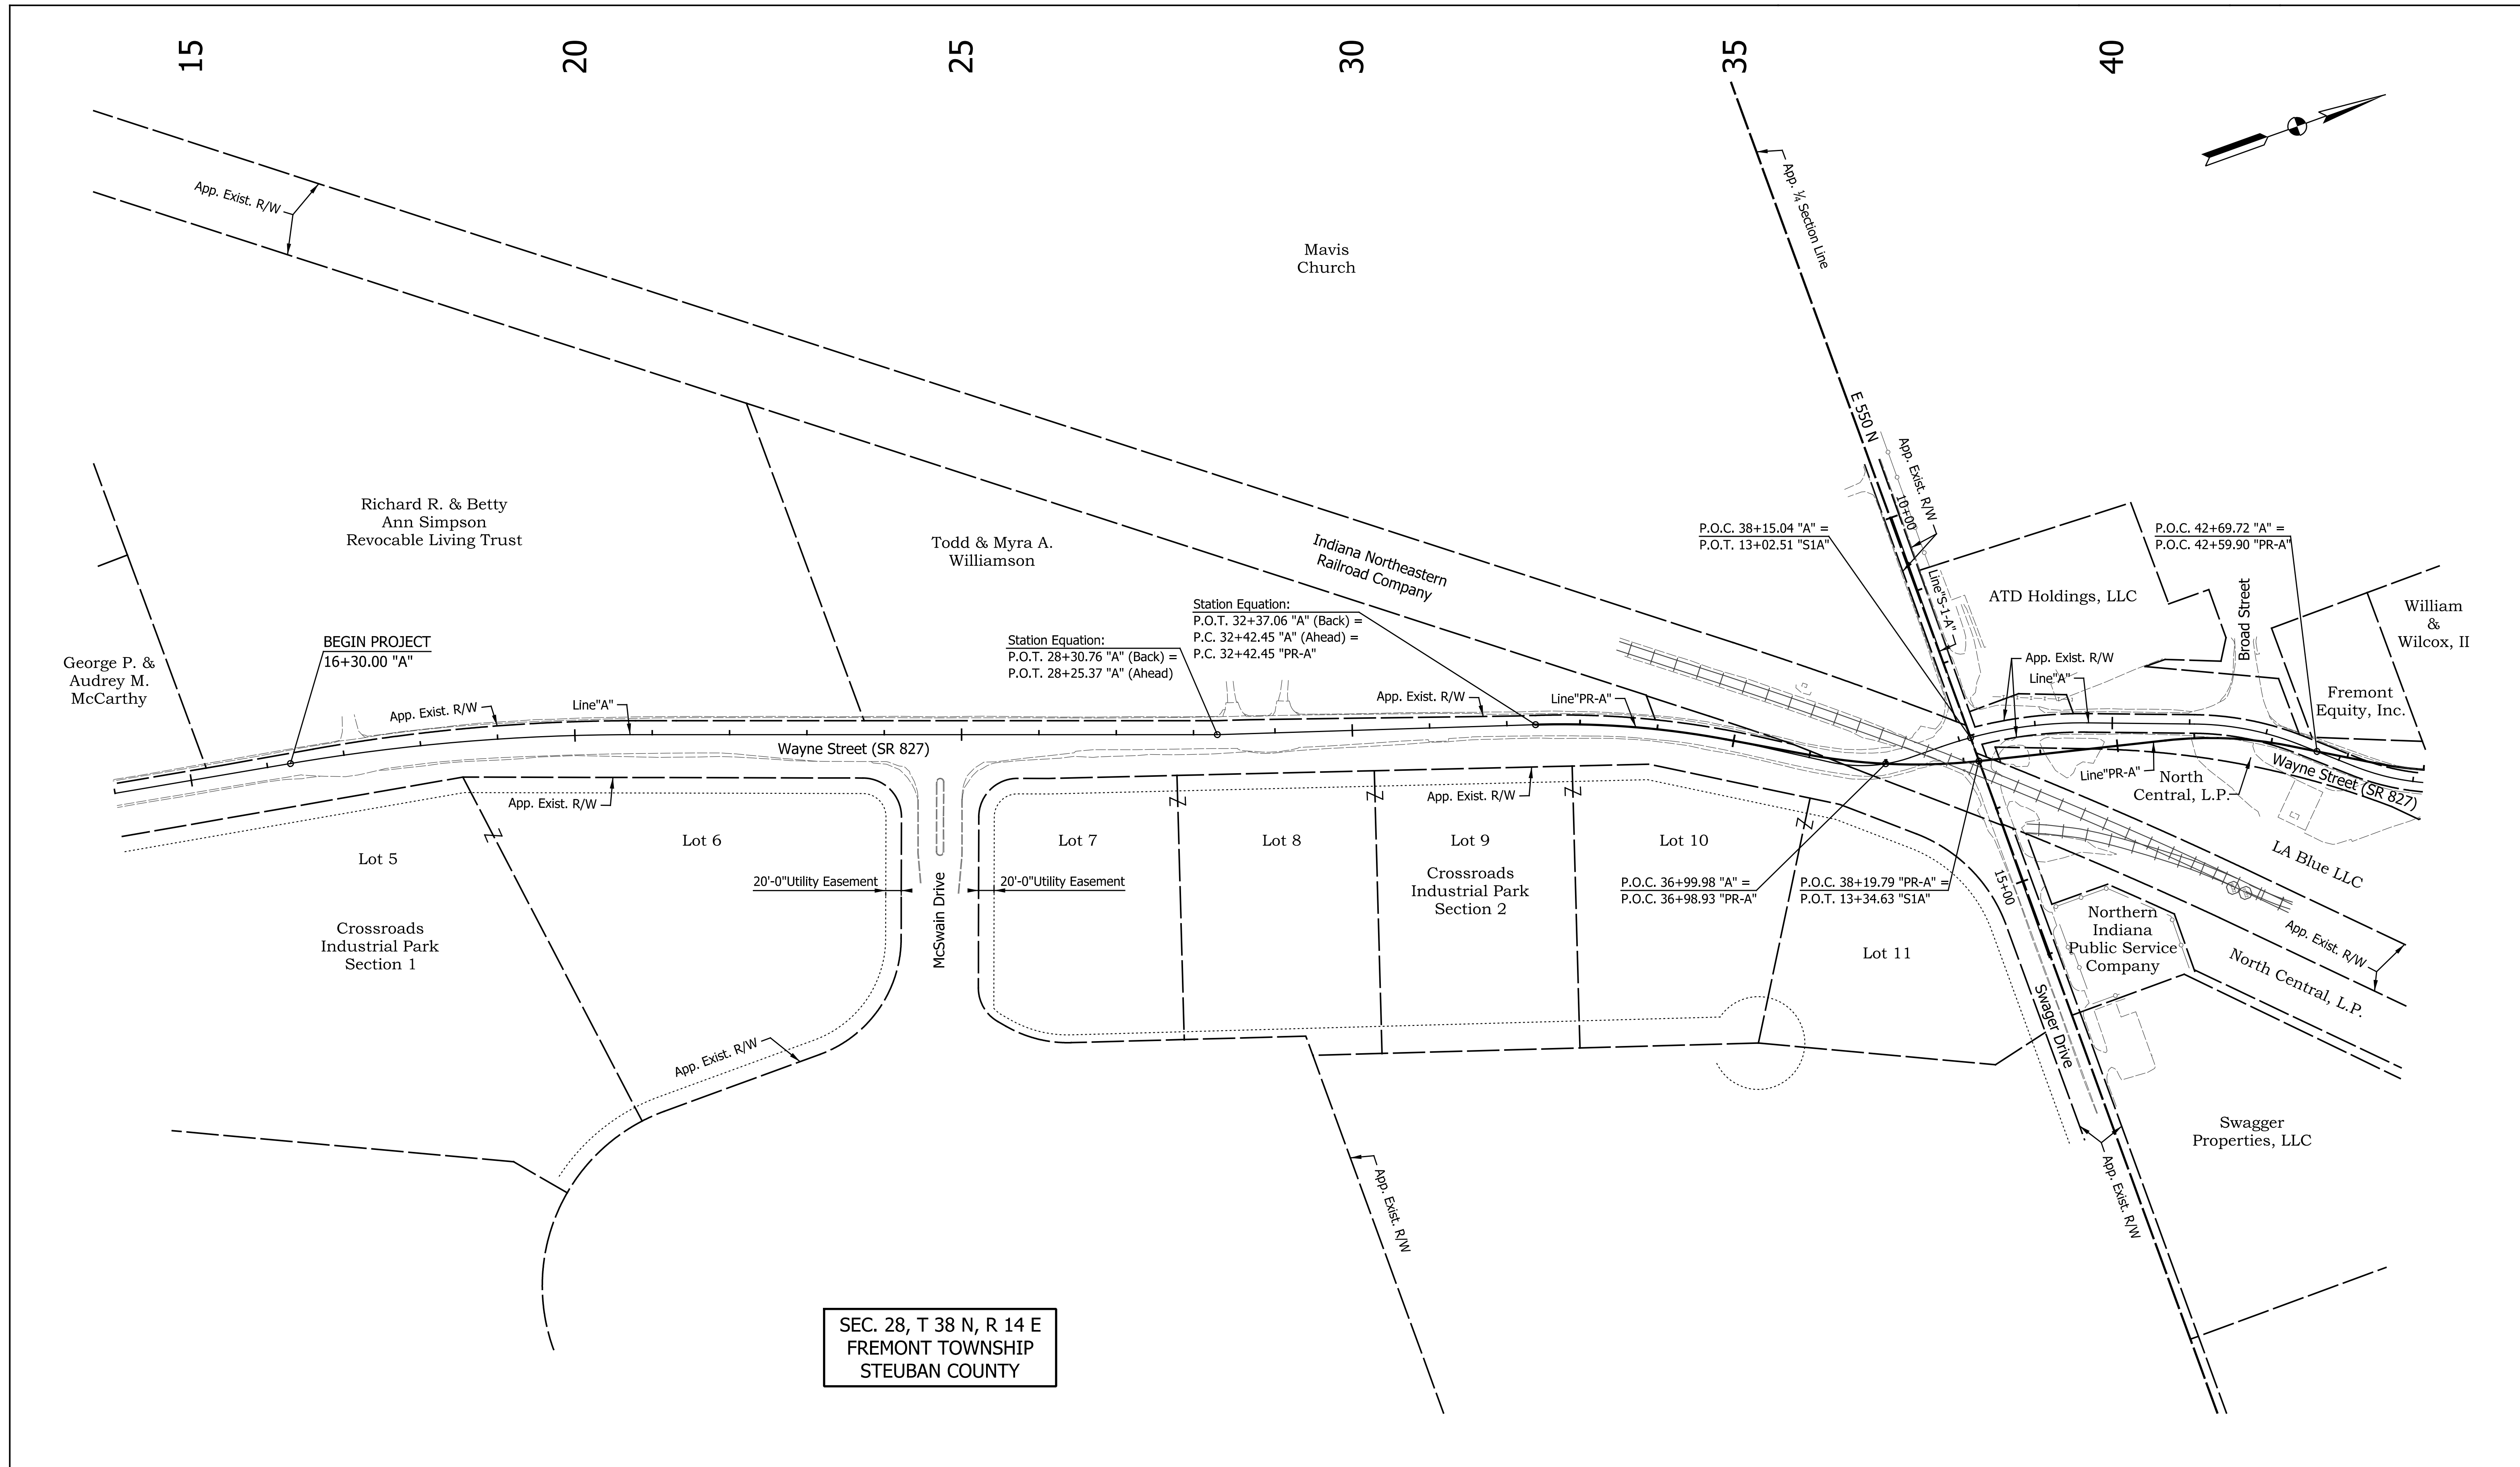 15
20
25
30
35
40
App. Exist. R/W
App. ¼ Section Line
Mavis
Church
E 550 N
App. Exist. R/W
10+00
Line"S-1-A"
Richard R. & Betty
Ann Simpson
Revocable Living Trust
Todd & Myra A.
Williamson
Indiana Northeastern
Railroad Company
P.O.C. 38+15.04 "A" =
P.O.T. 13+02.51 "S1A"
P.O.C. 42+69.72 "A" =
P.O.C. 42+59.90 "PR-A"
ATD Holdings, LLC
Broad Street
William
&
Wilcox, II
Station Equation:
P.O.T. 32+37.06 "A" (Back) =
P.C. 32+42.45 "A" (Ahead) =
P.C. 32+42.45 "PR-A"
Station Equation:
P.O.T. 28+30.76 "A" (Back) =
P.O.T. 28+25.37 "A" (Ahead)
BEGIN PROJECT
16+30.00 "A"
George P. &
Audrey M.
McCarthy
App. Exist. R/W
Line"A"
App. Exist. R/W
Line"PR-A"
App. Exist. R/W
Line"A"
Fremont
Equity, Inc.
Wayne Street (SR 827)
Wayne Street (SR 827)
Line"PR-A"
North
Central, L.P.
App. Exist. R/W
App. Exist. R/W
Lot 5
Lot 6
Lot 7
Lot 8
Lot 9
Lot 10
LA Blue LLC
20'-0"Utility Easement
20'-0"Utility Easement
McSwain Drive
Crossroads
Industrial Park
Section 2
P.O.C. 36+99.98 "A" =
P.O.C. 36+98.93 "PR-A"
P.O.C. 38+19.79 "PR-A" =
P.O.T. 13+34.63 "S1A"
15+00
Crossroads
Industrial Park
Section 1
Lot 11
Northern
Indiana
Public Service
Company
App. Exist. R/W
North Central, L.P.
Swager Drive
App. Exist. R/W
App. Exist. R/W
App. Exist. R/W
Swagger
Properties, LLC
SEC. 28, T 38 N, R 14 E
FREMONT TOWNSHIP
STEUBAN COUNTY